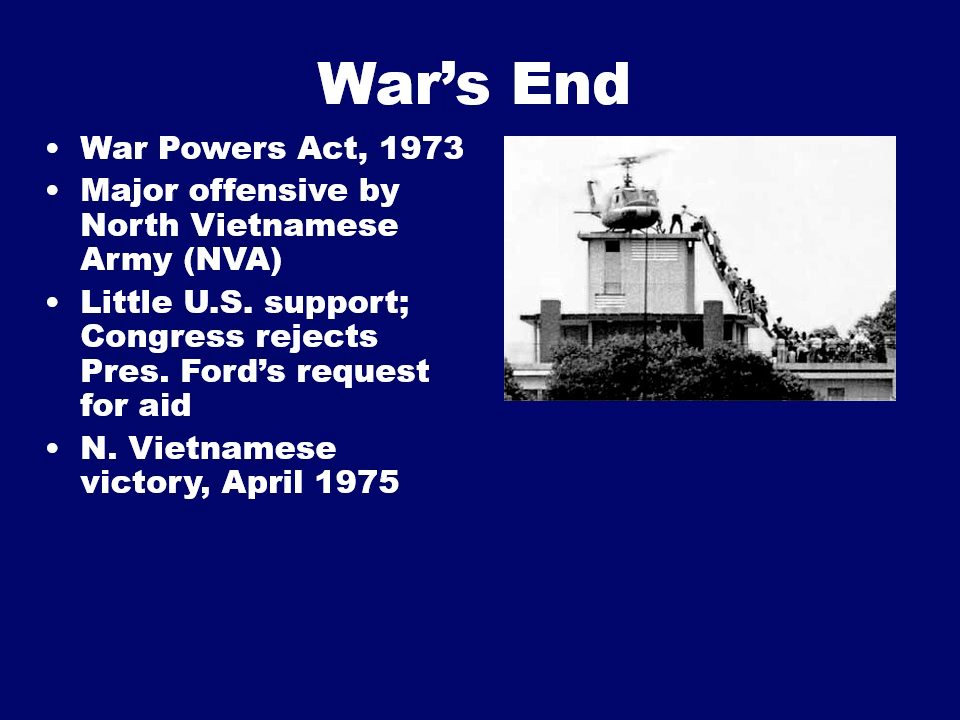 War’s End
• War Powers Act, 1973
• Major offensive by
North Vietnamese
Army (NVA)
• Little U.S. support;
Congress rejects
Pres. Ford’s request
for aid
• N. Vietnamese
victory, April 1975